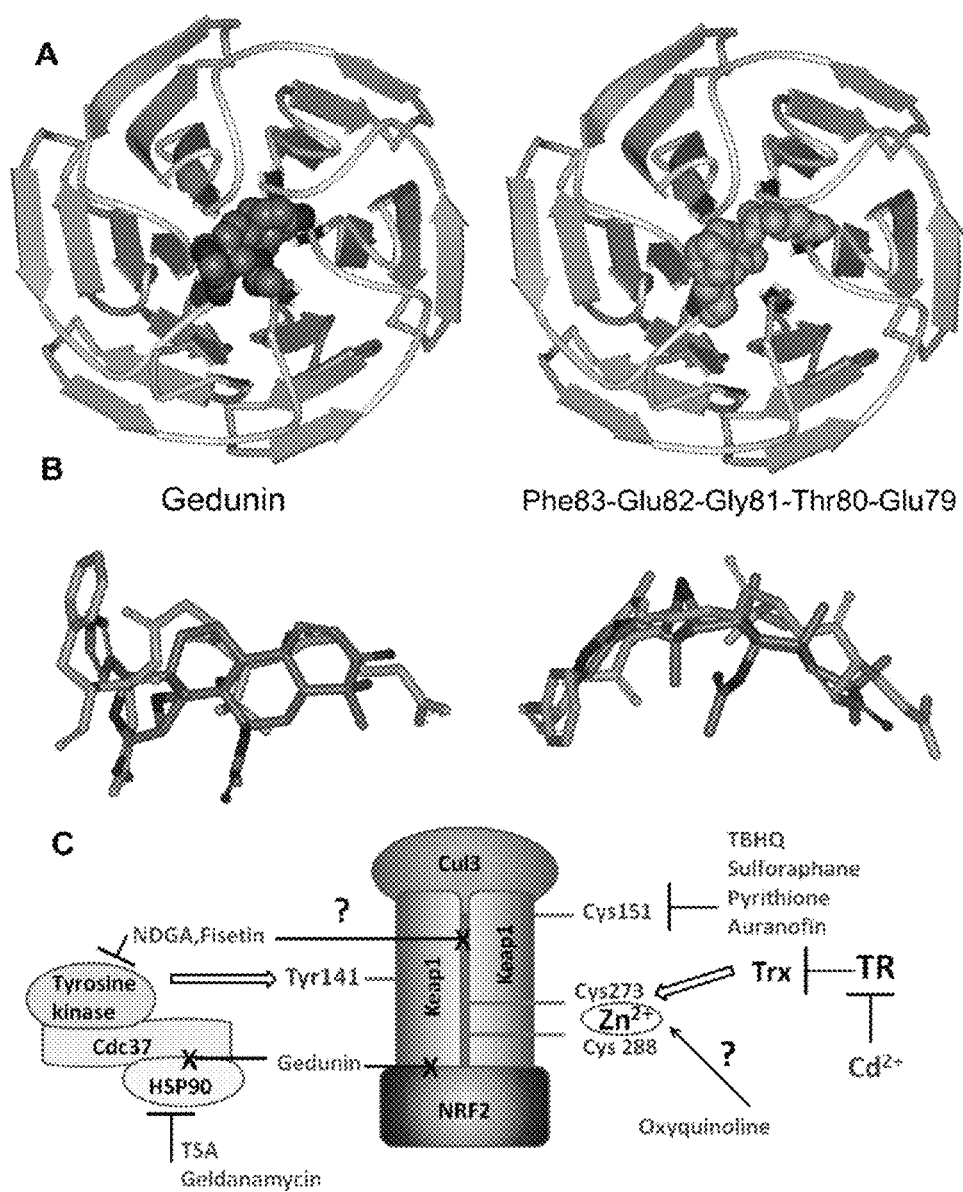 A
B
Gedunin
Phe83-Glu82-Gly81-Thr80-Glu79
C
Cul3
TBHQ
Sulforaphane
Pyrithione
Auranofin
?
Cys151
NDGA,Fisetin
X
Keap1
Keap1
Tyrosine
kinase
Tyr141
Trx
TR
Cys273
Zn2+
Cys 288
Cdc37
X
HSP90
Gedunin
X
NRF2
?
Cd2+
Oxyquinoline
TSA
Geldanamycin